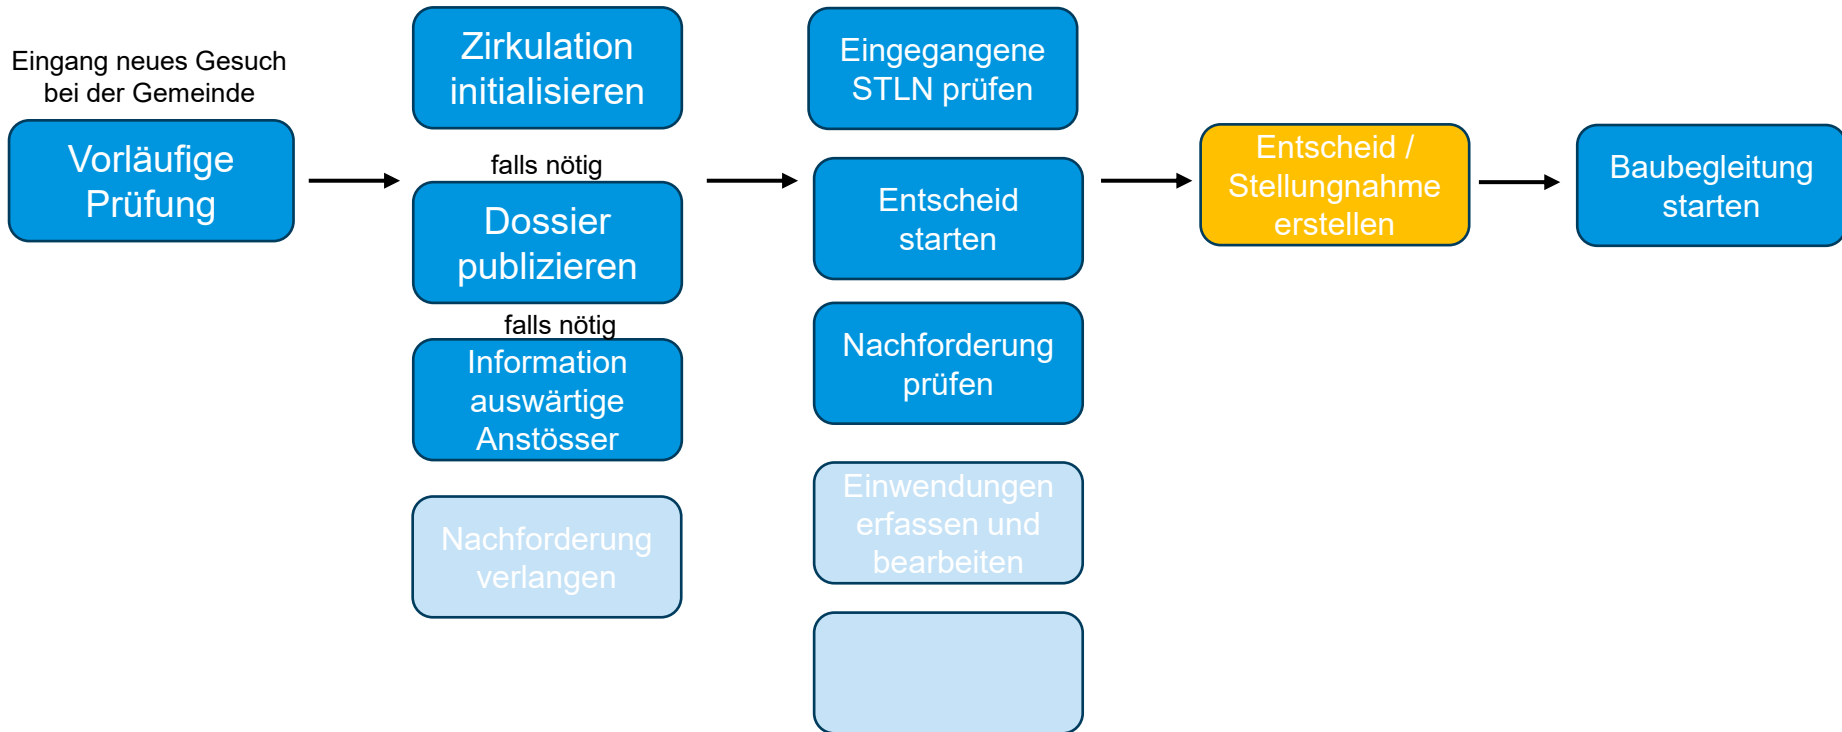 Eingang neues Gesuch
bei der Gemeinde
Vorläufige
Prüfung
Zirkulation
initialisieren
falls nötig
Dossier
publizieren
falls nötig
Information
auswärtige
Anstösser
Nachforderung
verlangen
Eingegangene
STLN prüfen
Entscheid
starten
Nachforderung
prüfen
Einwendungen
erfassen und
bearbeiten
Entscheid /
Stellungnahme
erstellen
Baubegleitung
starten